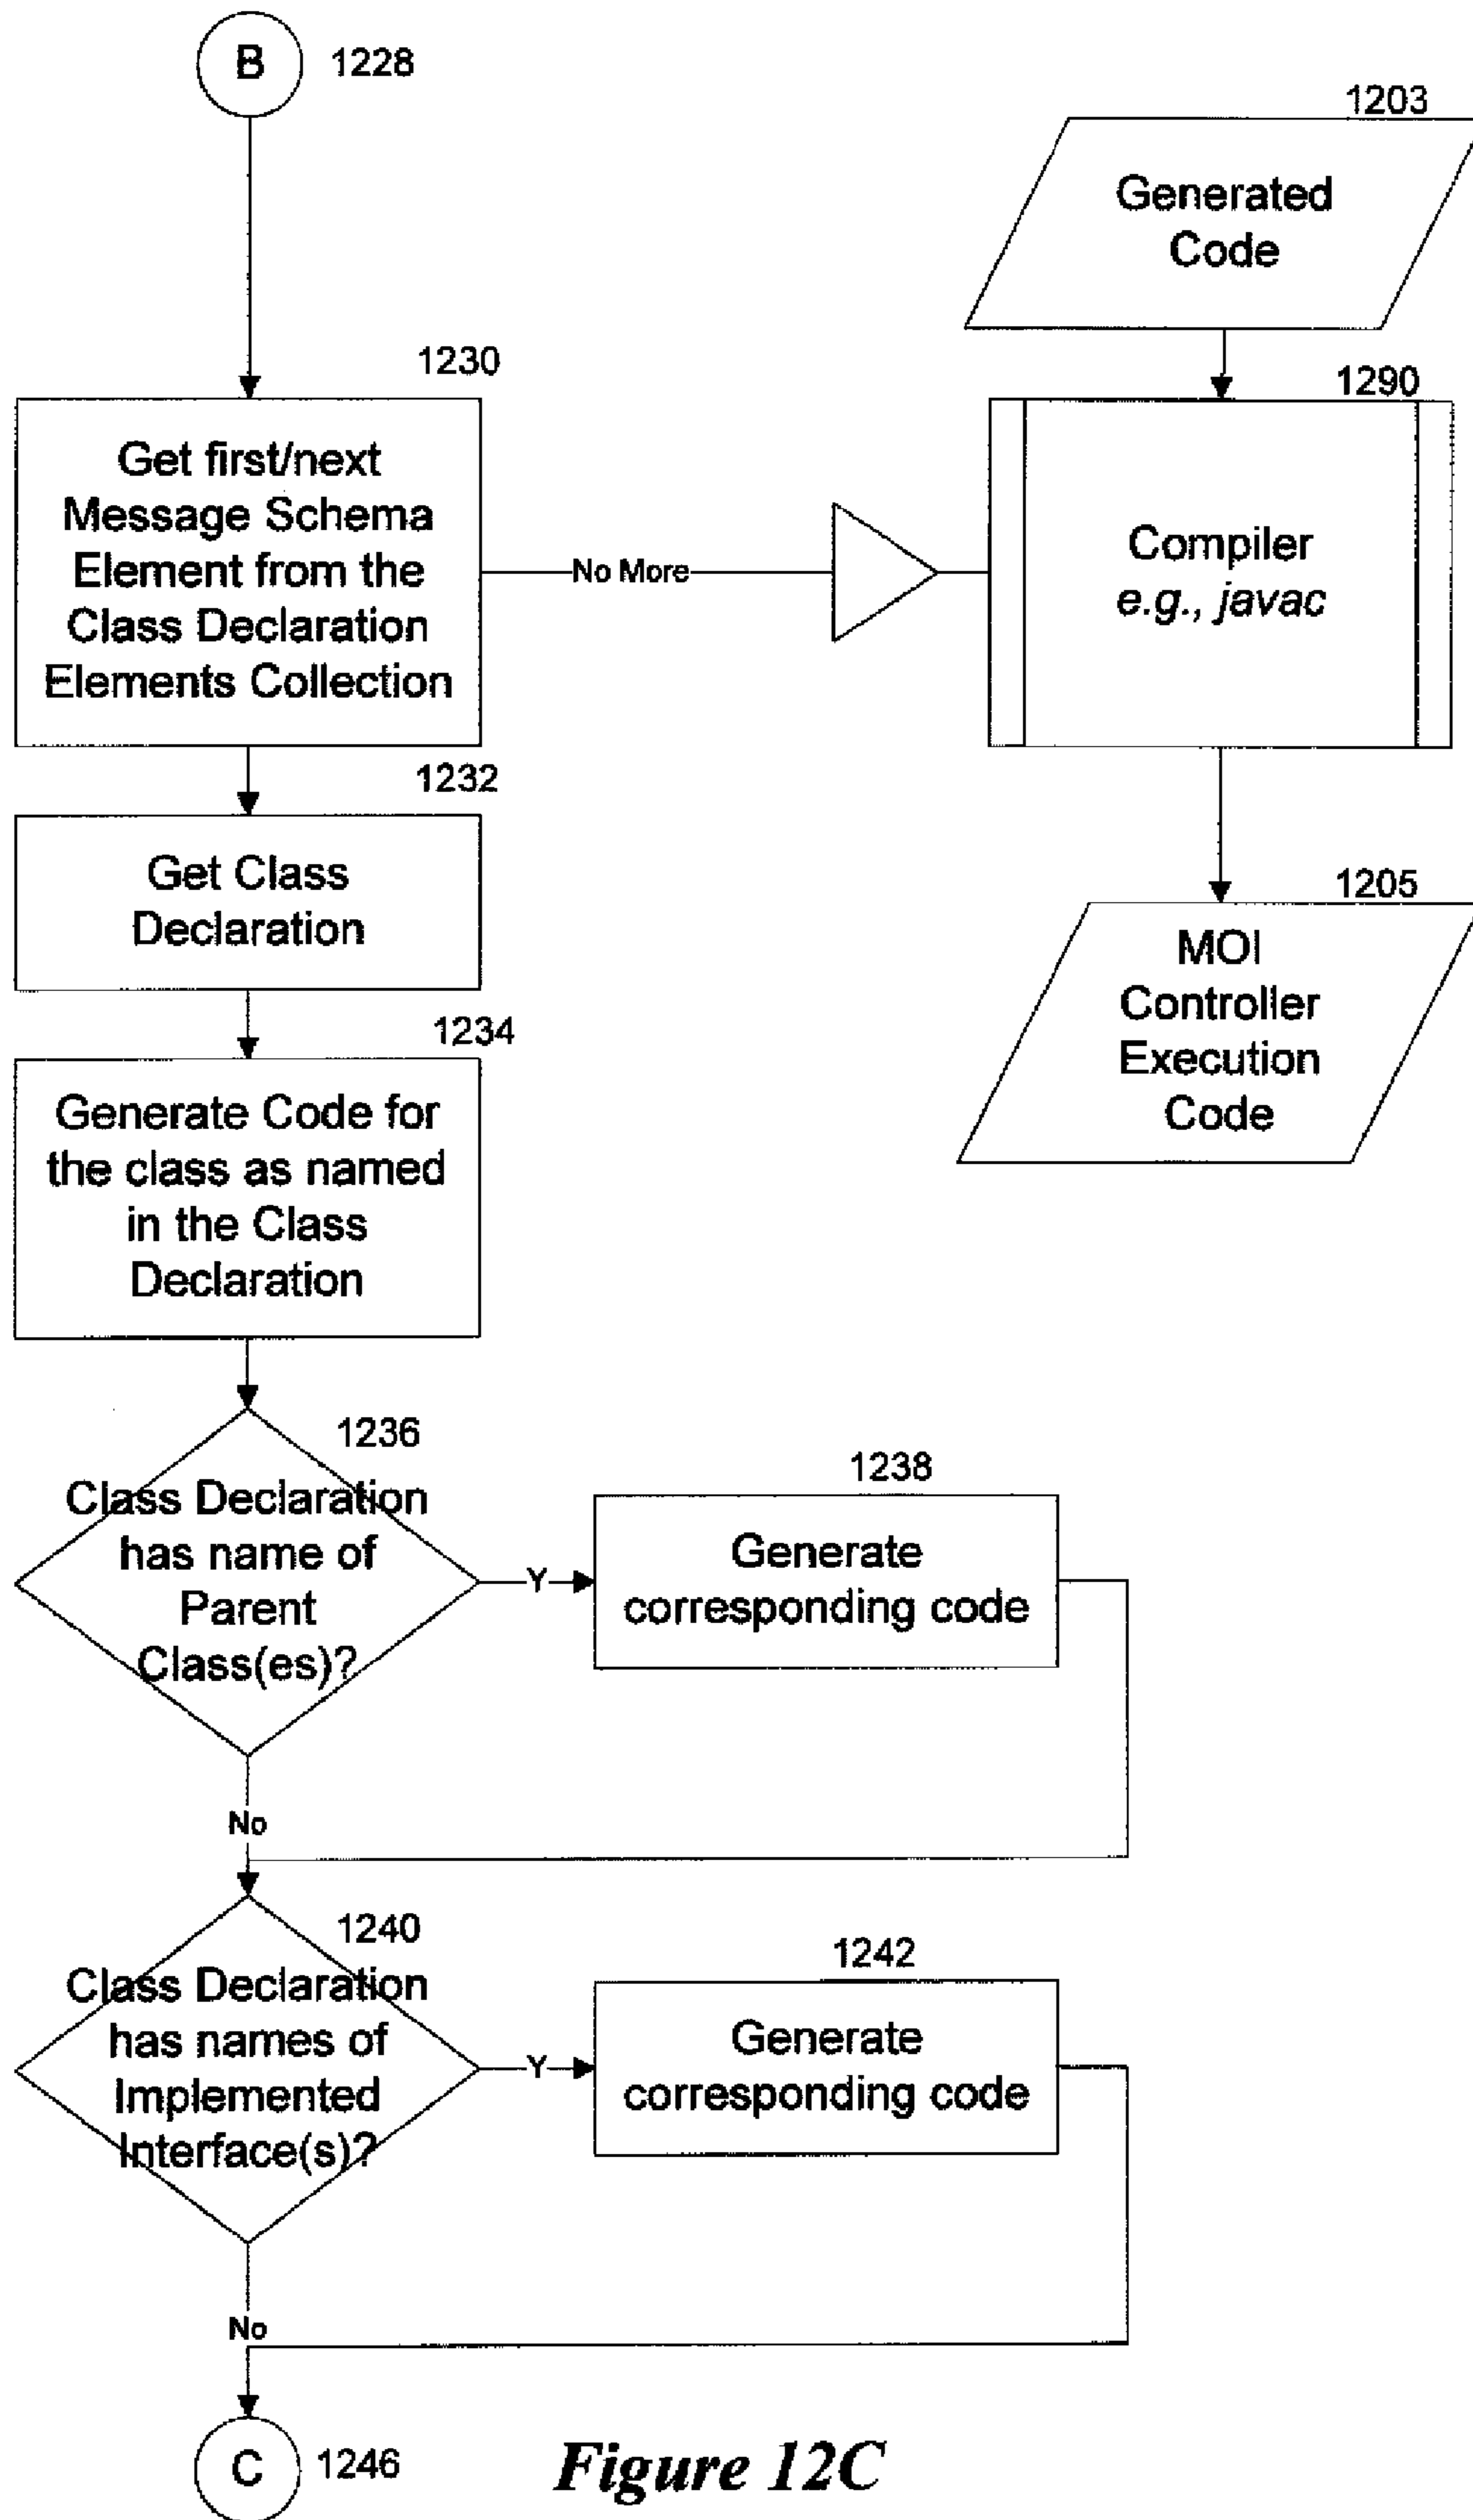 B
1228
1203
Generated
Code
1230
1290
Get first/next
Message Schema
Element from the
Class Declaration
Elements Collection
No More
Compiler
e.g., javac
1232
Get Class
Declaration
1205
MOI
Controller
Execution
Code
1234
Generate Code for
the class as named
in the Class
Declaration
1236
Class Declaration
has name of
Parent
Class(es)?
Y
1238
Generate
corresponding code
No
1240
Class Declaration
has names of
Implemented
Interface(s)?
Y
1242
Generate
corresponding code
No
C
1246
Figure 12C